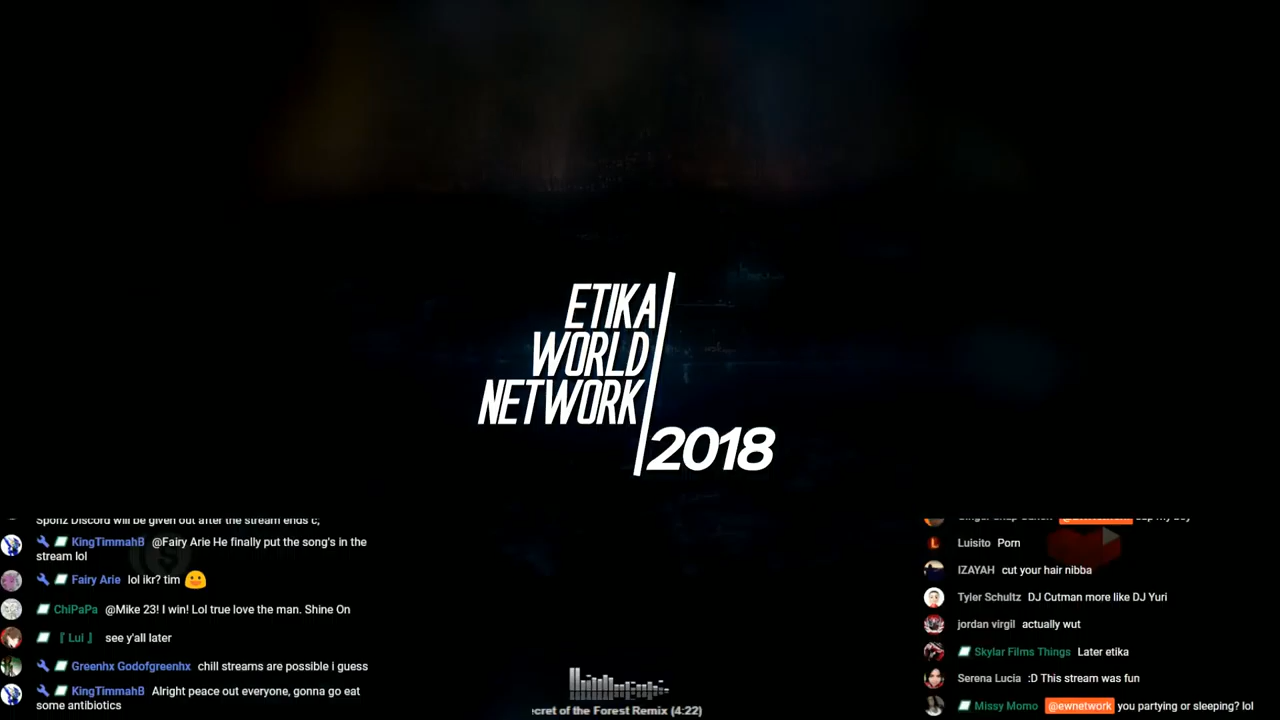 ETIKA
WORLD
NETWORK
2018
Sponz Discord will be given out after the stream ends c;
KingTimmahB @Fairy Arie He finally put the song's in the
stream lol
Fairy Arie lol ikr? tim
ChiPaPa @Mike 23! I win! Lol true love the man. Shine On
『 Lul 』 see y'all later
Greenhx Godofgreenhx chill streams are possible i guess
KingTimmahB Alright peace out everyone, gonna go eat
some antibiotics
@ewnetwork
Luisito Porn
IZAYAH cut your hair nibba
Tyler Schultz DJ Cutman more like DJ Yuri
jordan virgil actually wut
Skylar Films Things Later etika
Serena Lucia :D This stream was fun
Missy Momo @ewnetwork you partying or sleeping? lol
ecret of the Forest Remix (4:22)